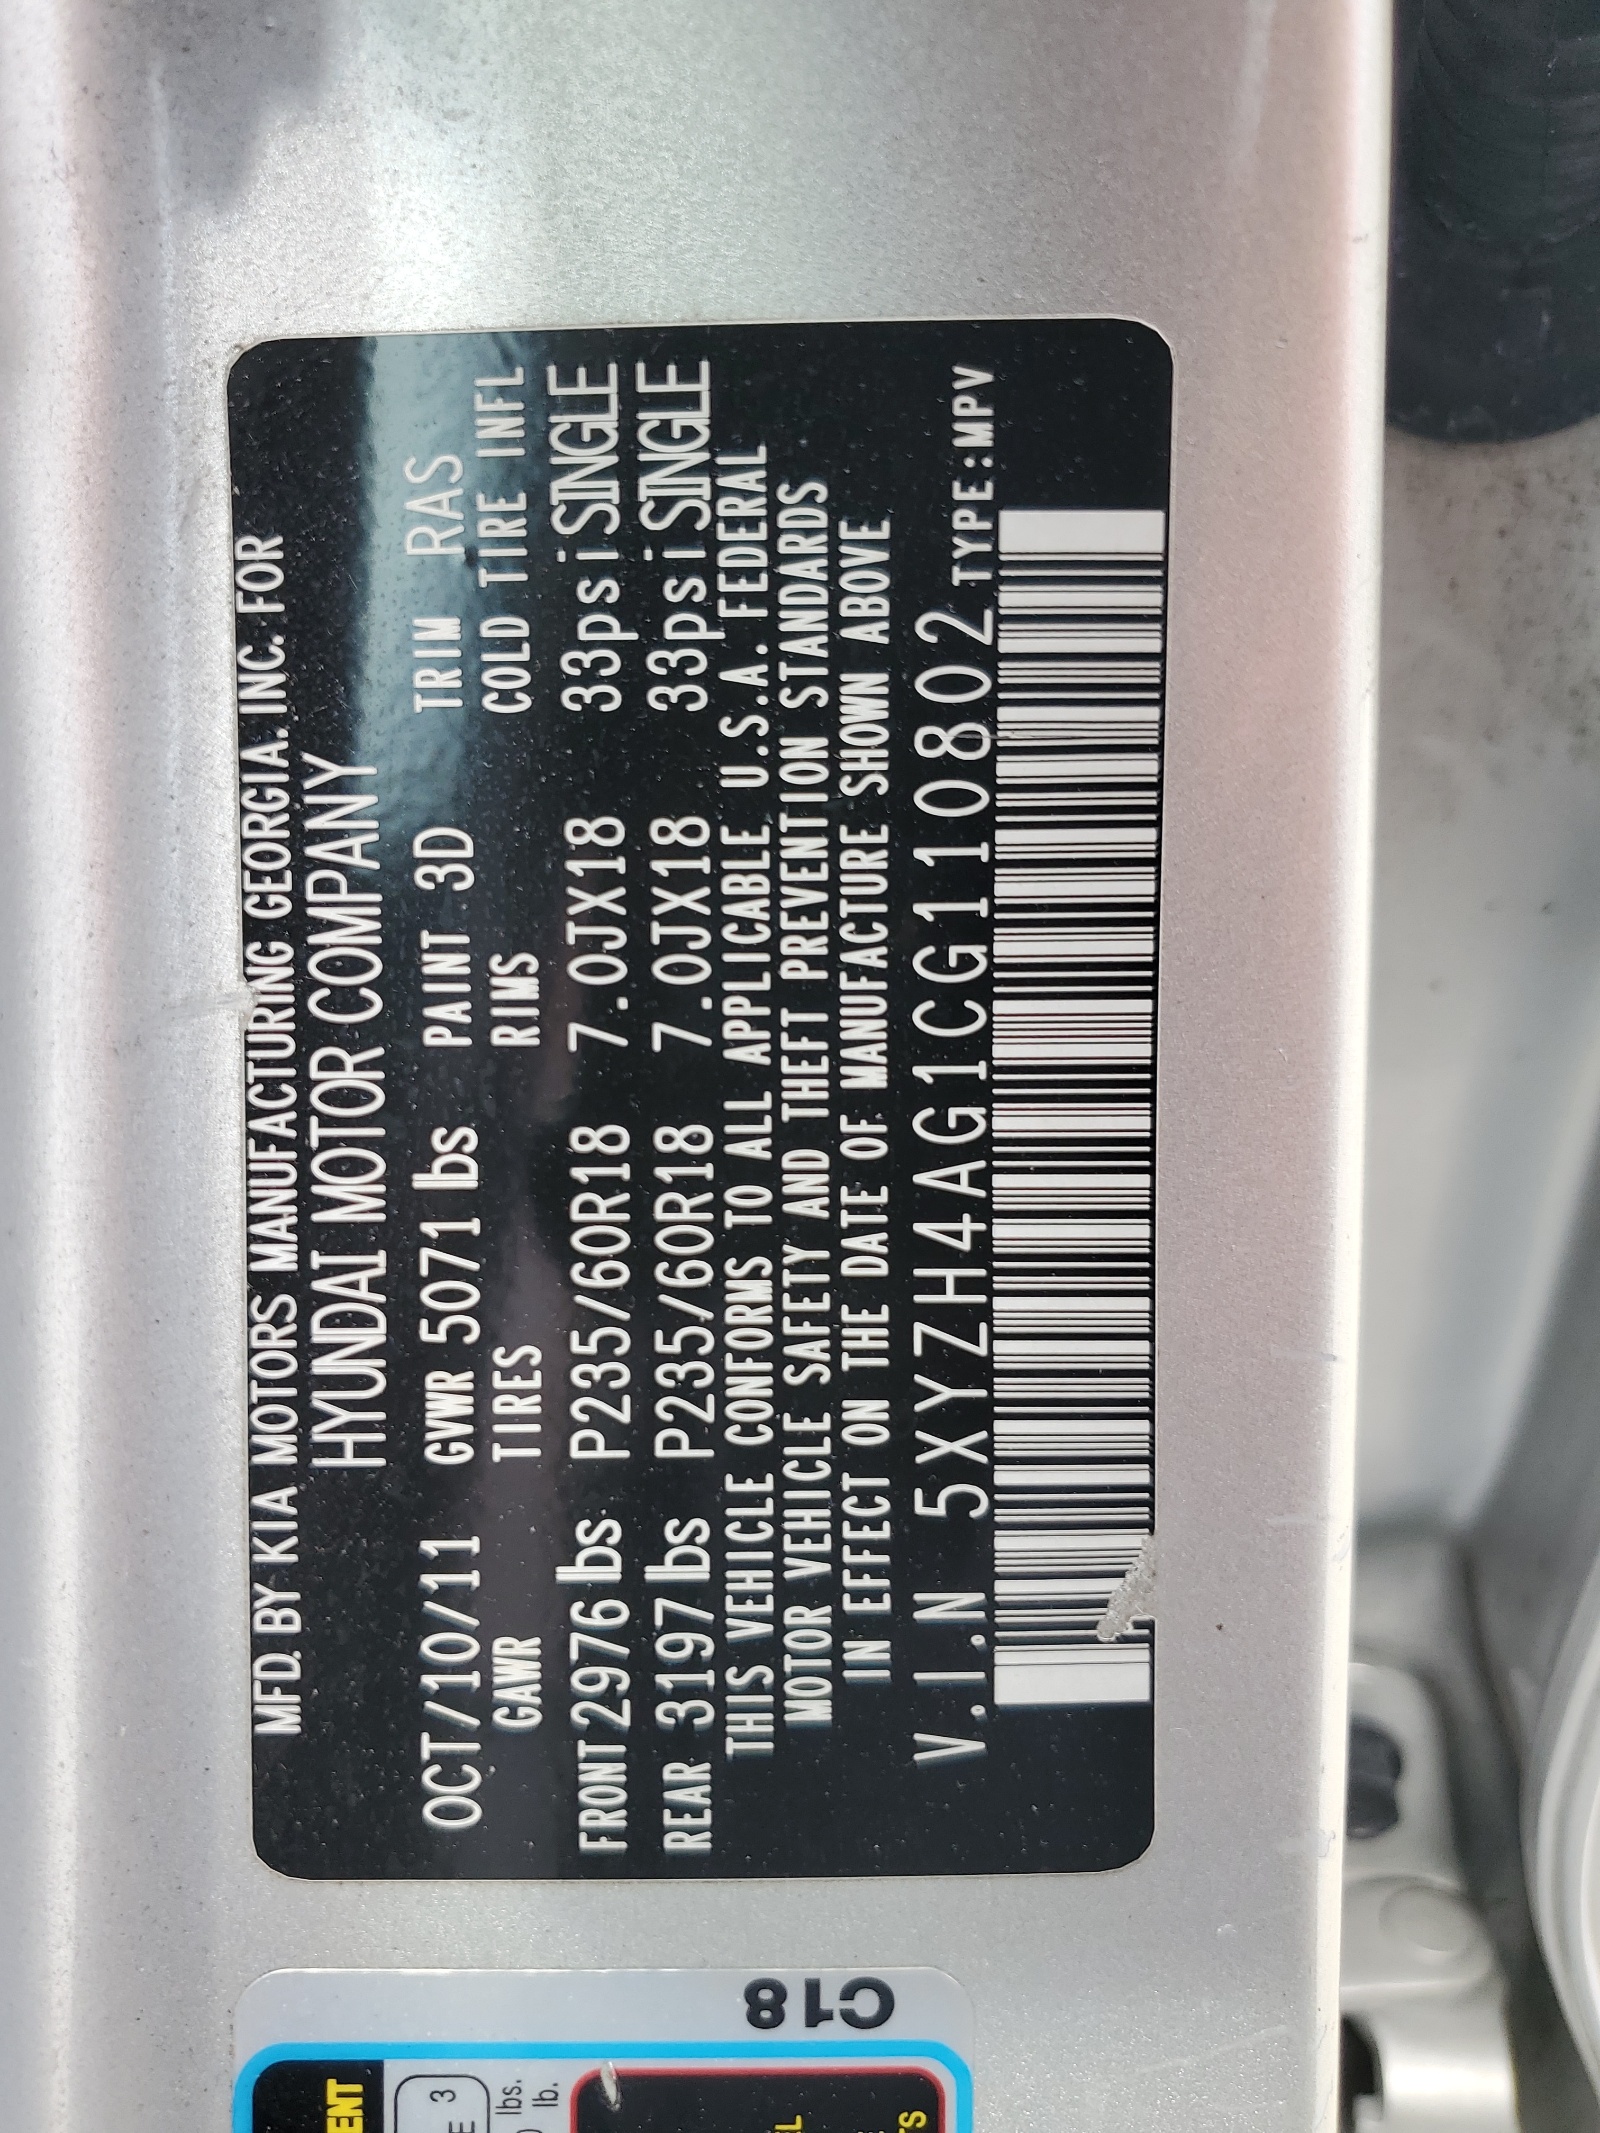 MFD. BY KIA MOTORS MANUFACTURING GEORGIA. INC. FOR
HYUNDAI MOTOR COMPANY
OCT/10/11 GVWR 5071 lbs PAINT 3D TRIM RAS
GAWR TIRES RIMS COLD TIRE INFL
FRONT 2976 lbs P235/60R18 7.0JX18 33psi SINGLE
REAR 3197 lbs P235/60R18 7.0JX18 33psi SINGLE
THIS VEHICLE CONFORMS TO ALL APPLICABLE U.S.A. FEDERAL
MOTOR VEHICLE SAFETY AND THEFT PREVENTION STANDARDS
IN EFFECT ON THE DATE OF MANUFACTURE SHOWN ABOVE
V.I.N 5XYZH4AG1CG110802 TYPE:MPV
C18
3
lbs.
lb.